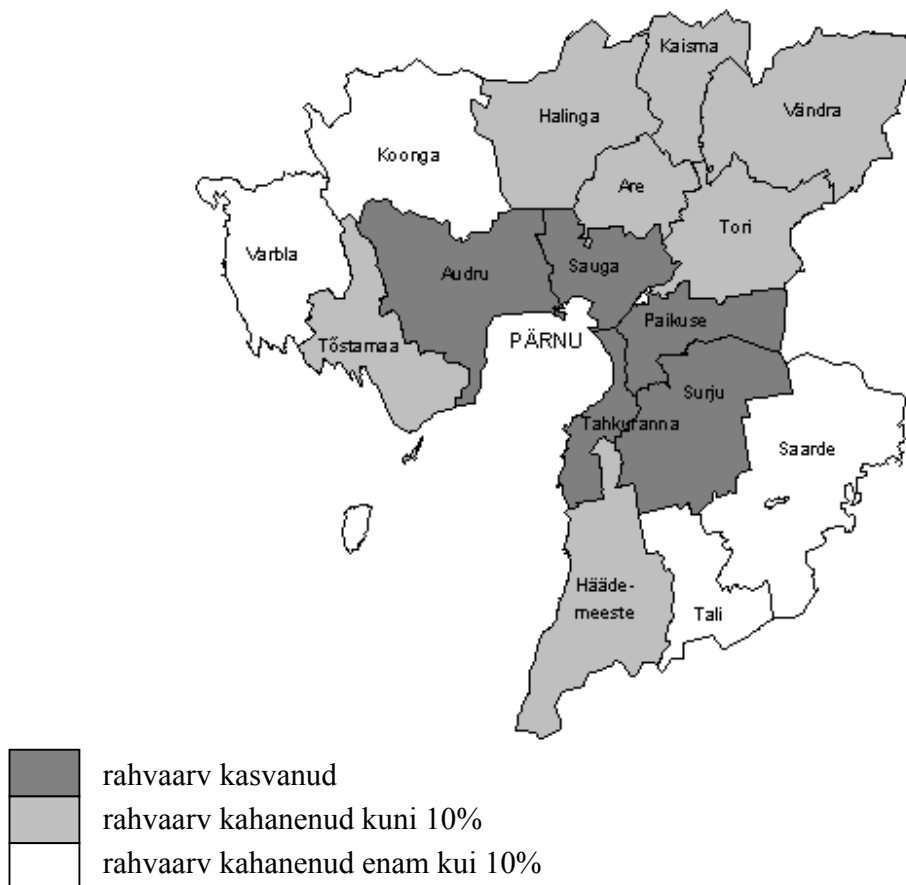 Kaisma
Vändra
Halinga
Koonga
Are
Tori
Varbla
Audru
Sauga
Paikuse
PÄRNU
Tõstamaa
Surju
Tahkuranna
Saarde
Hääde-
meeste
Tali
rahvaarv kasvanud
rahvaarv kahanenud kuni 10%
rahvaarv kahanenud enam kui 10%